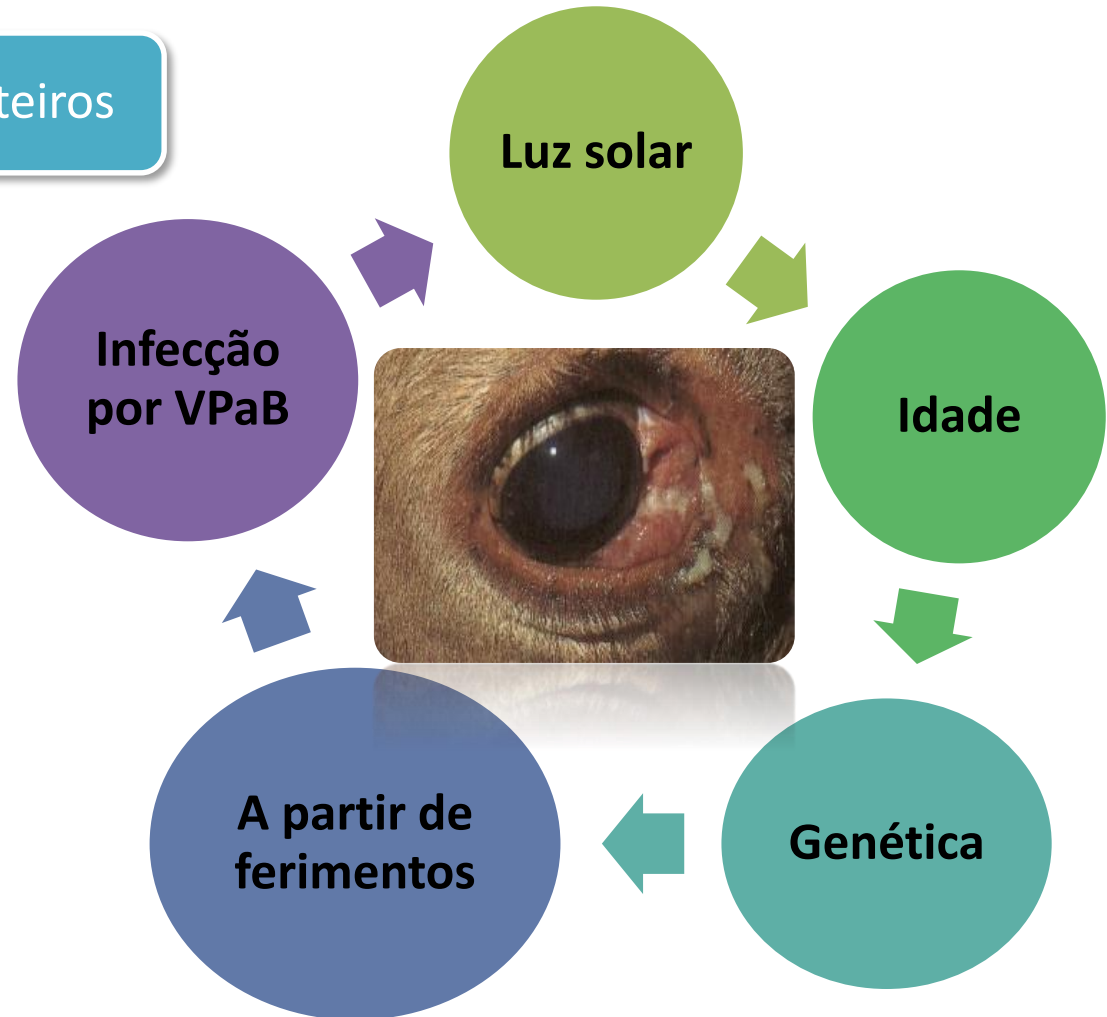 teiros
Luz solar
Infecção
por VPaB
Idade
A partir de
ferimentos
Genética